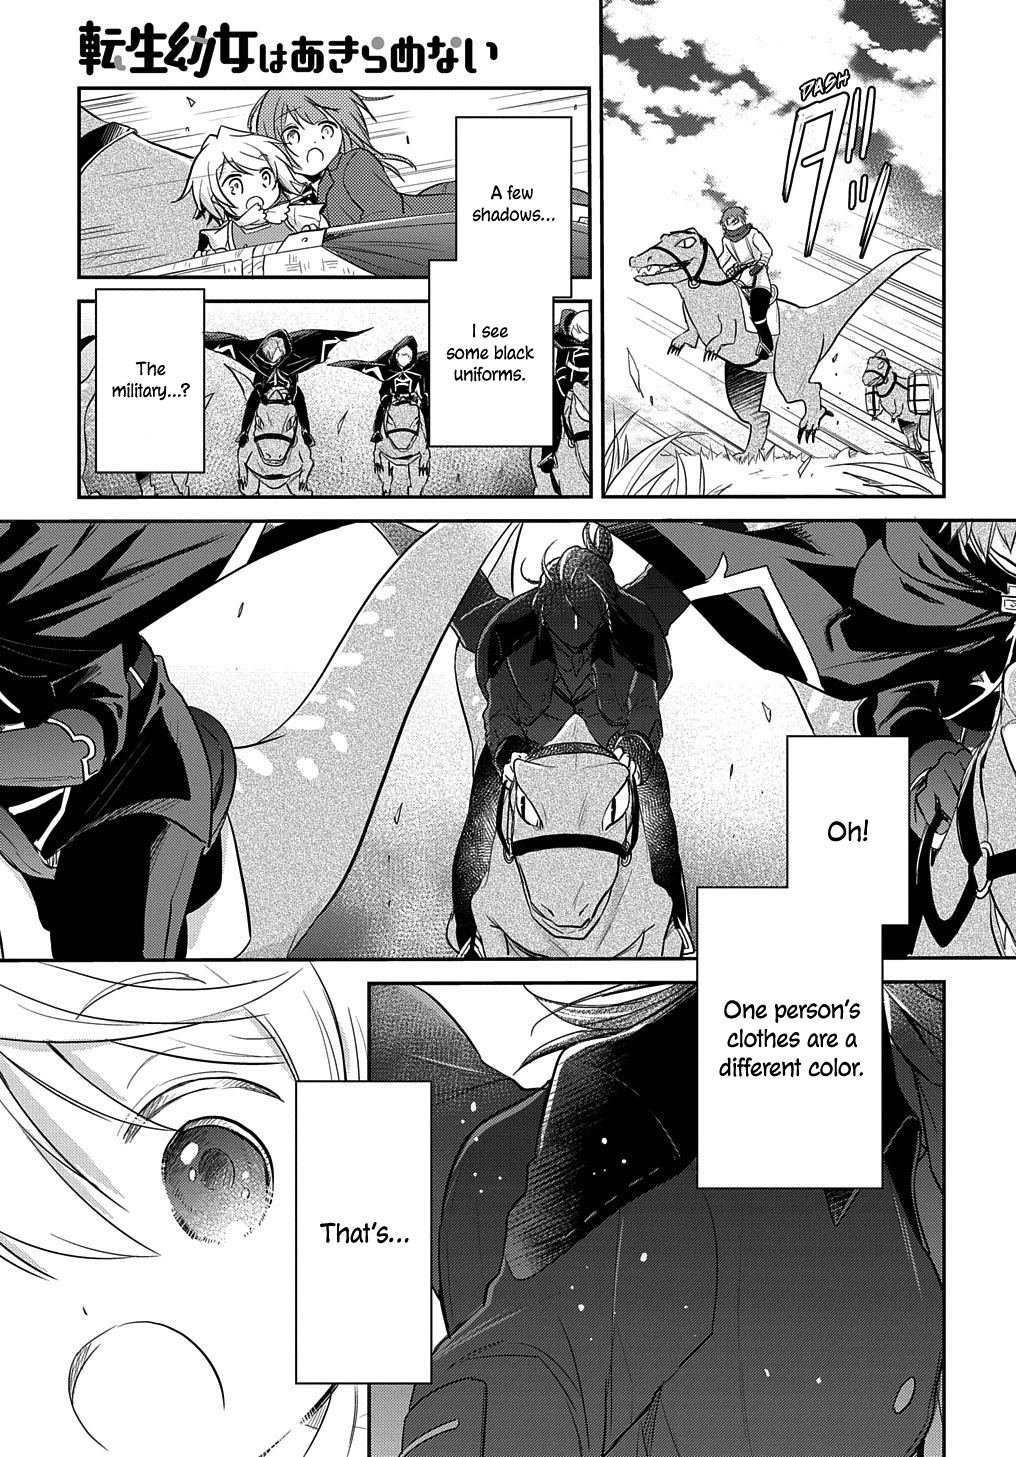 転生幼女はあきらめない
DASH
ダダッ
A few
shadows...
I see
some black
uniforms.
The
military...?
Oh!
One person's
clothes are a
different color.
That's...